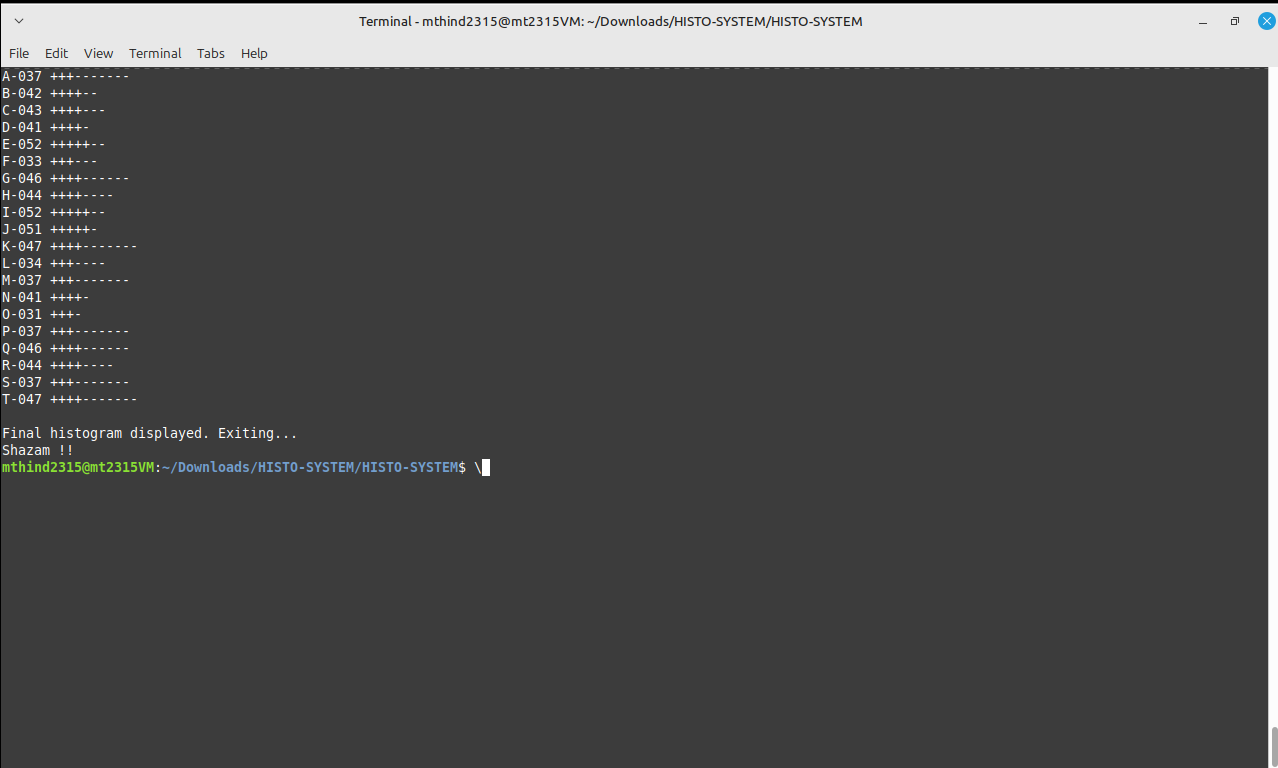 Terminal - mthind2315@mt2315VM: ~/Downloads/HISTO-SYSTEM/HISTO-SYSTEM
File Edit View Terminal Tabs Help
A-037 +++-------
B-042 ++++--
C-043 ++++---
D-041 ++++-
E-052 +++++--
F-033 +++---
G-046 ++++------
H-044 ++++----
I-052 +++++--
J-051 +++++-
K-047 ++++-------
L-034 +++----
M-037 +++-------
N-041 ++++-
O-031 +++-
P-037 +++-------
Q-046 ++++------
R-044 ++++----
S-037 +++-------
T-047 ++++-------
Final histogram displayed. Exiting...
Shazam !!
mthind2315@mt2315VM:~/Downloads/HISTO-SYSTEM/HISTO-SYSTEM$ \